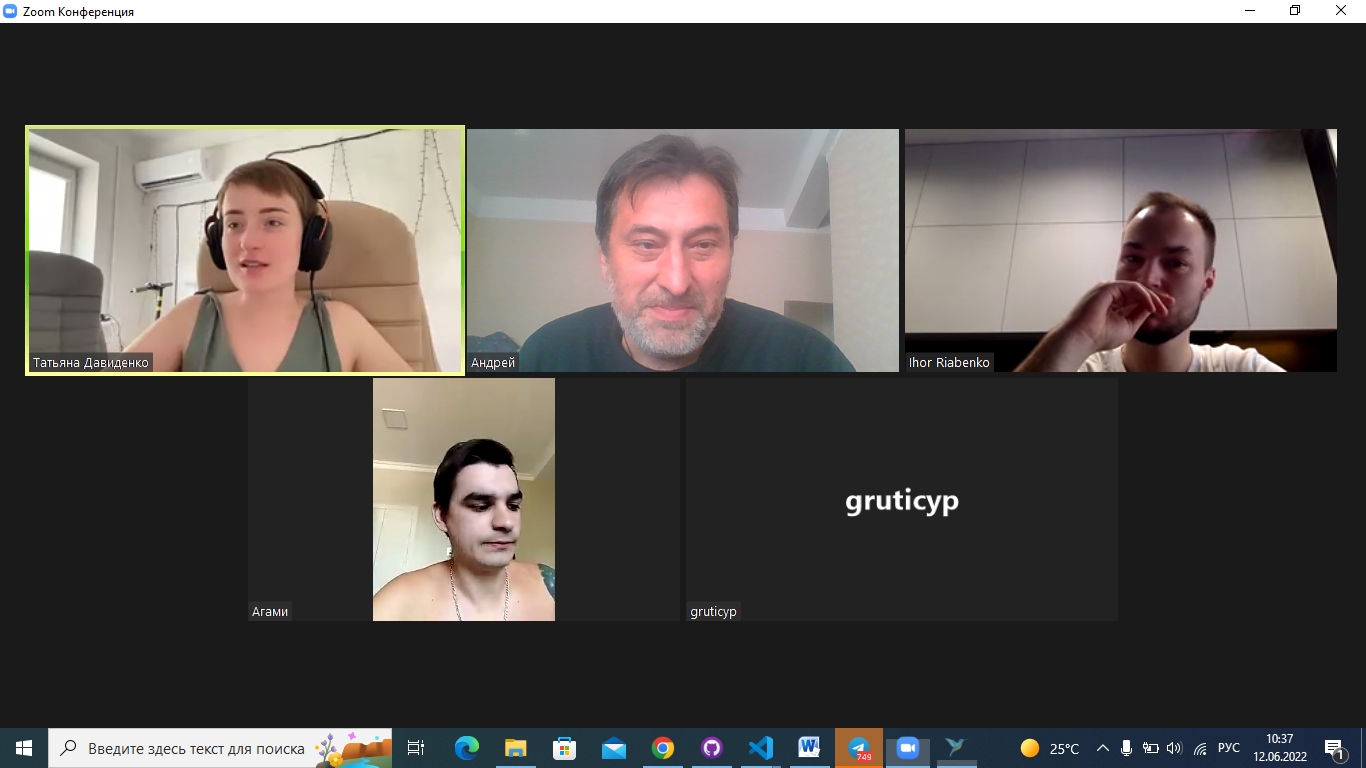 Zoom Конференция
Татьяна Давиденко
Андрей
Ihor Riabenko
Агами
gruticyp
gruticyp
Введите здесь текст для поиска
W
749
25°C
РУС
10:37
12.06.2022
1